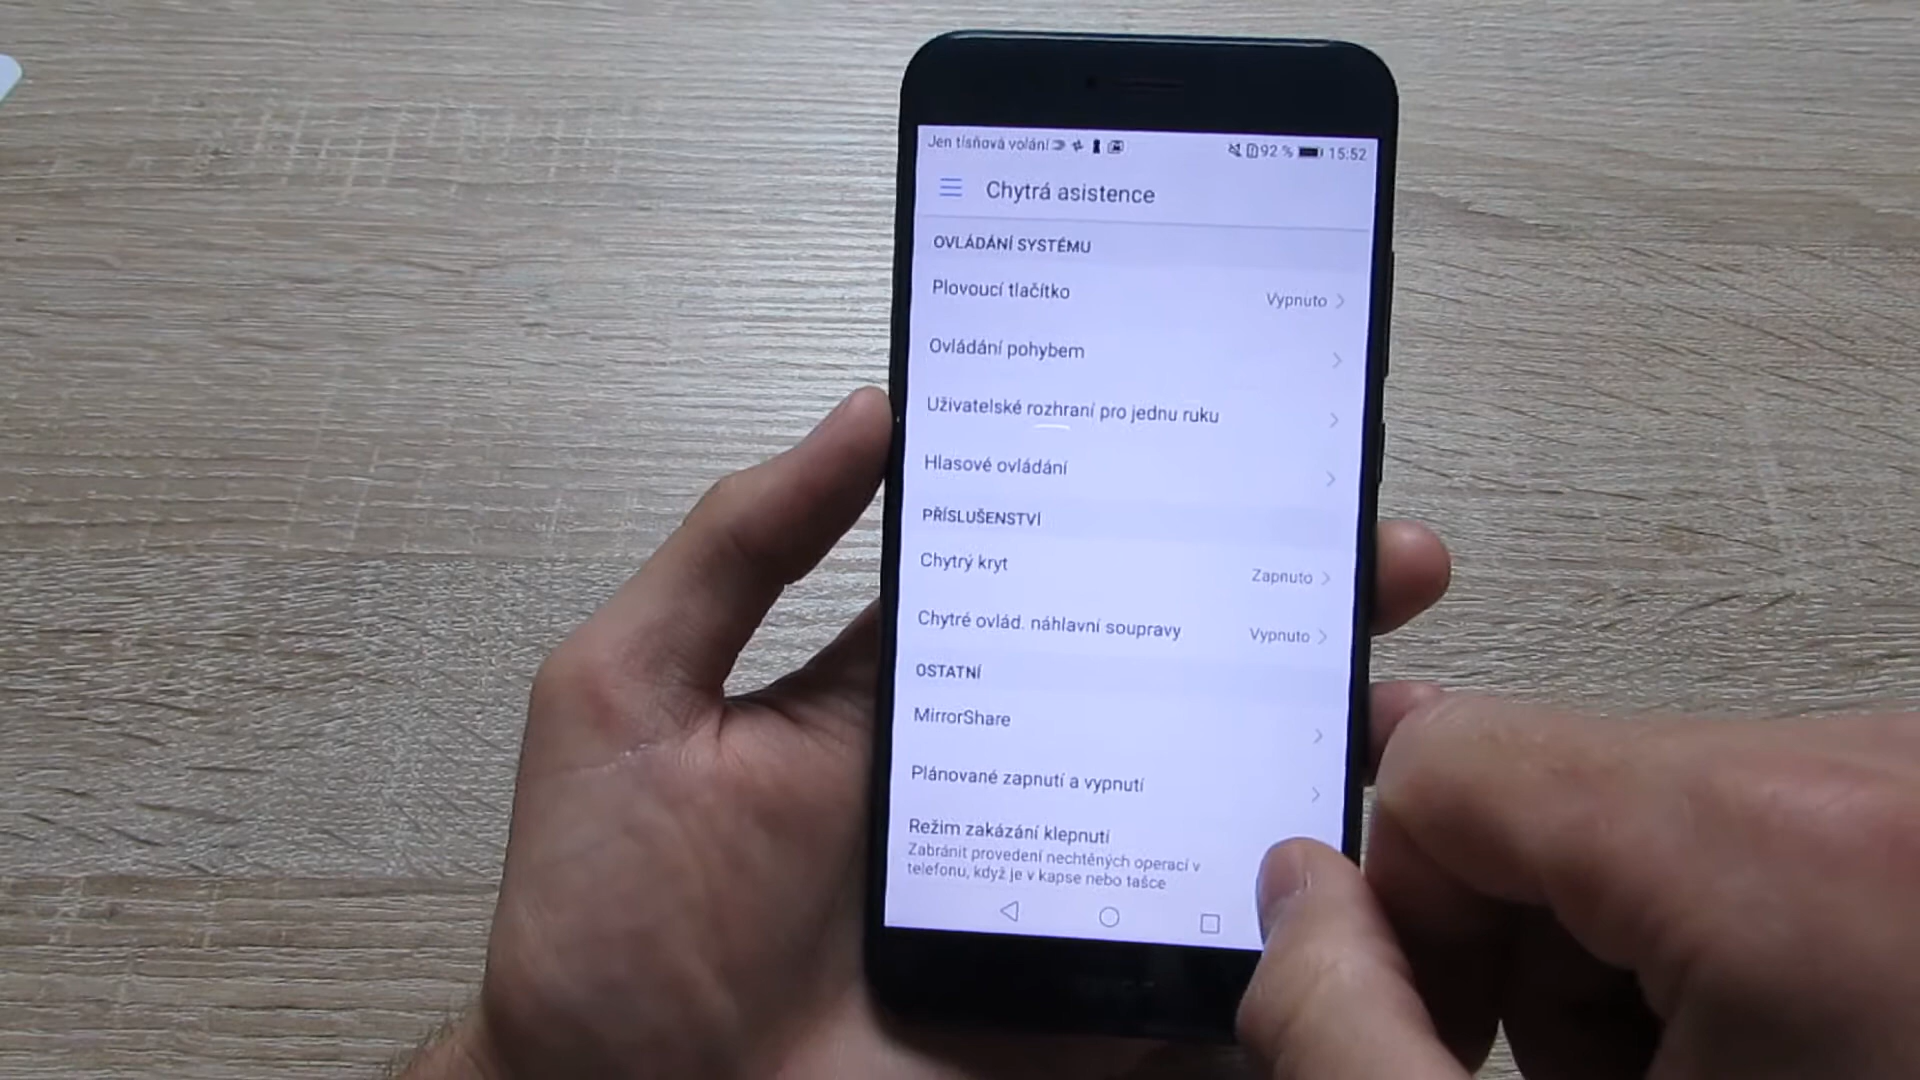 Jen tísňová volání 92 % 15:52
Chytrá asistence
OVLÁDÁNÍ SYSTÉMU
Plovoucí tlačítko Vypnuto
Ovládání pohybem
Uživatelské rozhraní pro jednu ruku
Hlasové ovládání
PŘÍSLUŠENSTVÍ
Chytrý kryt Zapnuto
Chytré ovlád. náhlavní soupravy Vypnuto
OSTATNÍ
MirrorShare
Plánované zapnutí a vypnutí
Režim zakázání klepnutí
Zabránit provedení nechtěných operací v
telefonu, když je v kapse nebo tašce